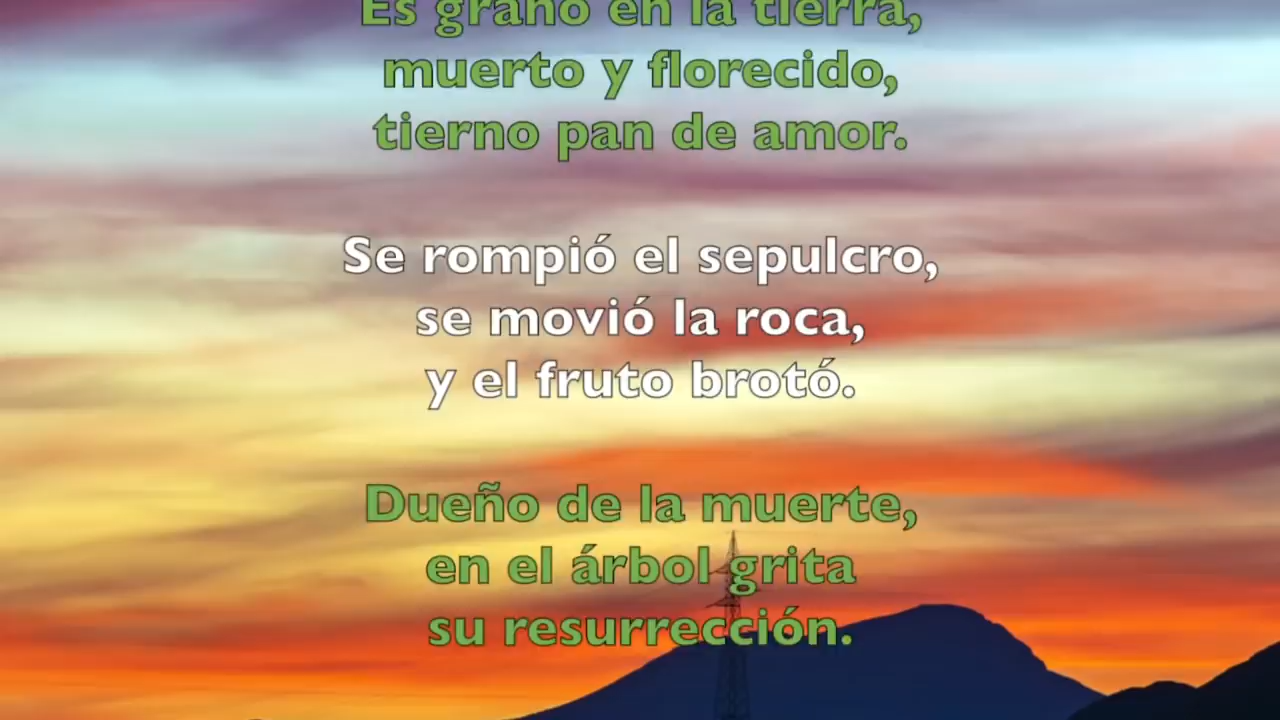 Es grano en la tierra,
muerto y florecido,
tierno pan de amor.
Se rompió el sepulcro,
se movió la roca,
y el fruto brotó.
Dueño de la muerte,
en el árbol grita
su resurrección.